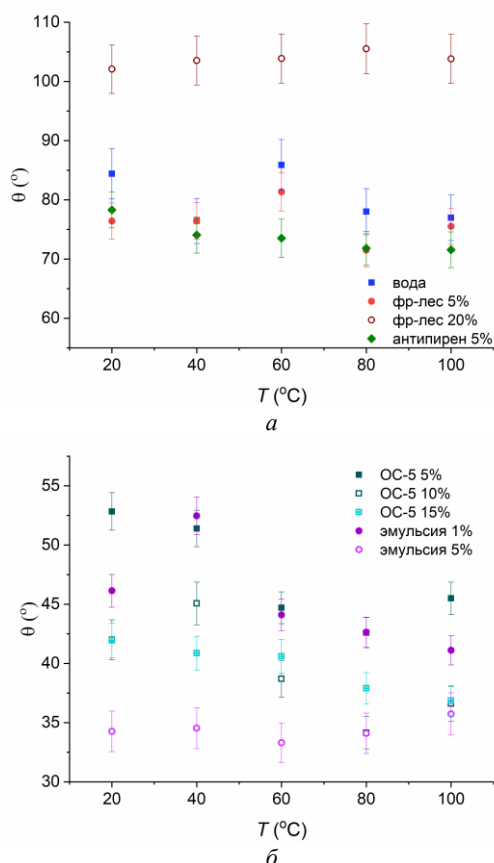 110
100
90
80
70
60
θ (°)
вода
фр-лес 5%
фр-лес 20%
антипирен 5%
20 40 60 80 100
T (°C)
а
55
50
45
40
35
30
θ (°)
ОС-5 5%
ОС-5 10%
ОС-5 15%
эмульсия 1%
эмульсия 5%
20 40 60 80 100
T (°C)
б